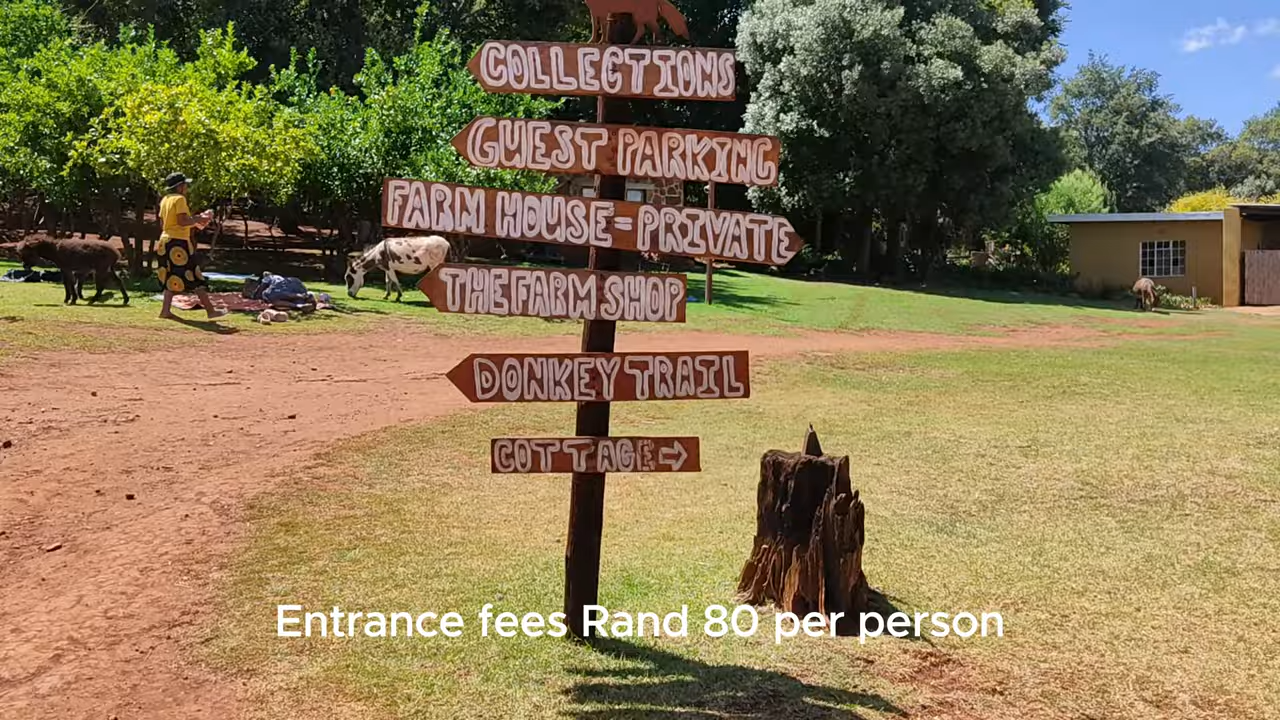 COLLECTIONS
GUEST PARKING
FARM HOUSE=PRIVATE
THE FARM SHOP
DONKEY TRAIL
COTTAGE→
Entrance fees Rand 80 per person